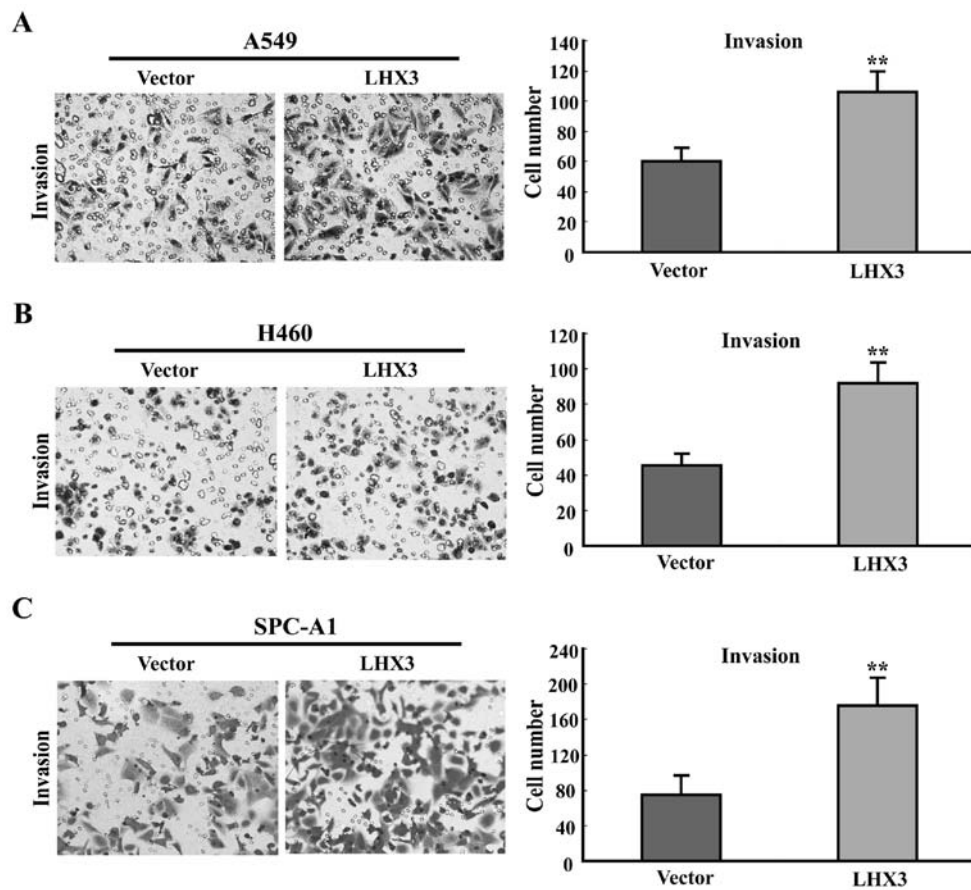 A
A549
Vector LHX3
Invasion
Invasion
Cell number
140
120
100
80
60
40
20
0
**
Vector LHX3
B
H460
Vector LHX3
Invasion
Invasion
Cell number
120
100
80
60
40
20
0
**
Vector LHX3
C
SPC-A1
Vector LHX3
Invasion
Invasion
Cell number
240
200
160
120
80
40
0
**
Vector LHX3